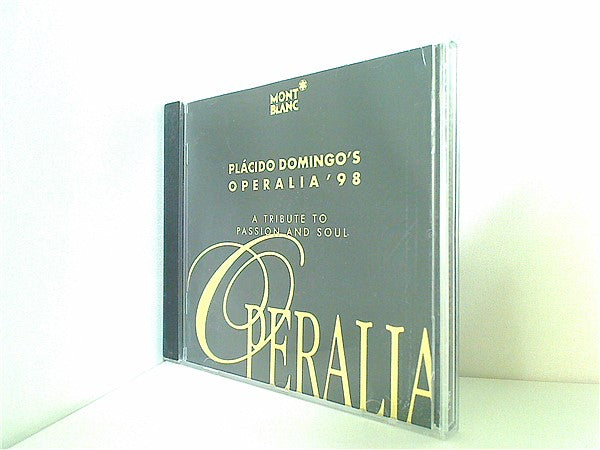 MONT
BLANC
PLÁCIDO DOMINGO'S
OPERALIA '98
A TRIBUTE TO
PASSION AND SOUL
OPERALIA